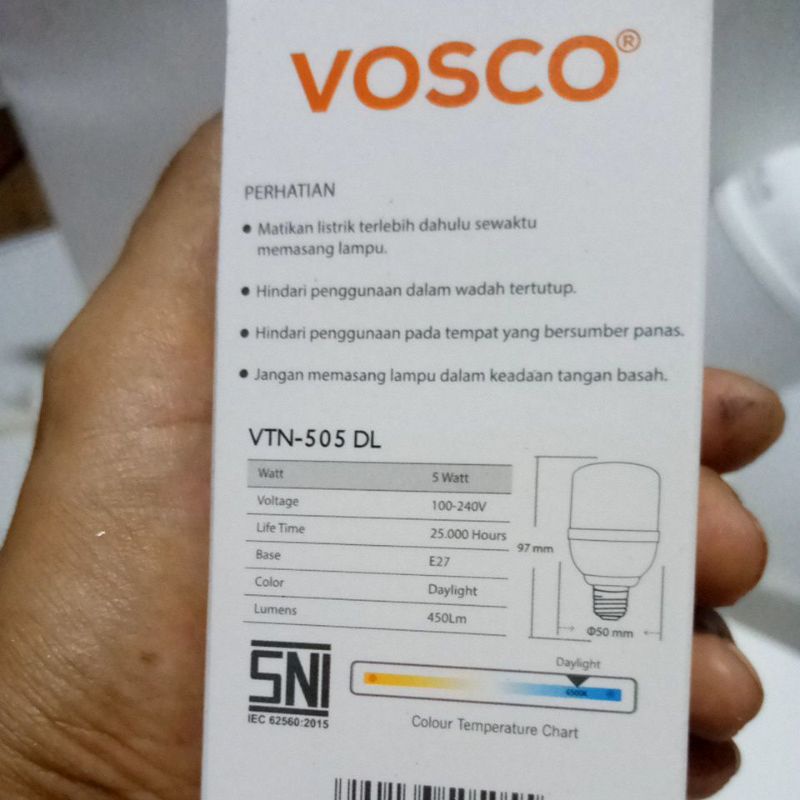 VOSCO®
PERHATIAN
• Matikan listrik terlebih dahulu sewaktu
memasang lampu.
• Hindari penggunaan dalam wadah tertutup.
• Hindari penggunaan pada tempat yang bersumber panas.
• Jangan memasang lampu dalam keadaan tangan basah.
VTN-505 DL
Watt 5 Watt
Voltage 100-240V
Life Time 25.000 Hours
Base E27
Color Daylight
Lumens 450Lm
97 mm
Φ50 mm
SNI
IEC 62560:2015
Daylight
6500K
Colour Temperature Chart